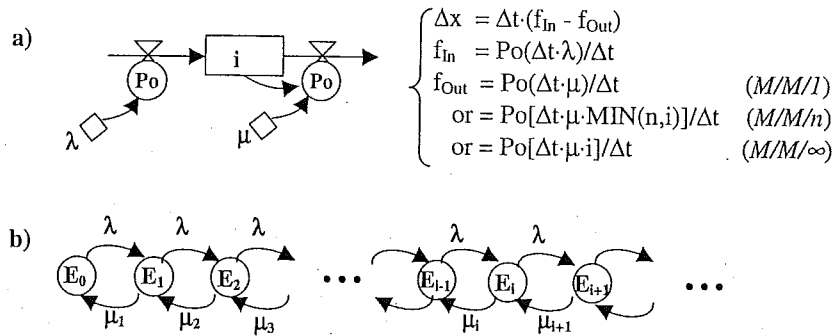 a)
Po
i
Po
λ
μ
Δx = Δt·(f_In - f_Out)
f_In = Po(Δt·λ)/Δt
f_Out = Po(Δt·μ)/Δt (M/M/1)
or = Po[Δt·μ·MIN(n,i)]/Δt (M/M/n)
or = Po[Δt·μ·i]/Δt (M/M/∞)
b)
λ λ λ λ λ
E_0 E_1 E_2 ••• E_i-1 E_i E_i+1 •••
μ_1 μ_2 μ_3 μ_i μ_i+1